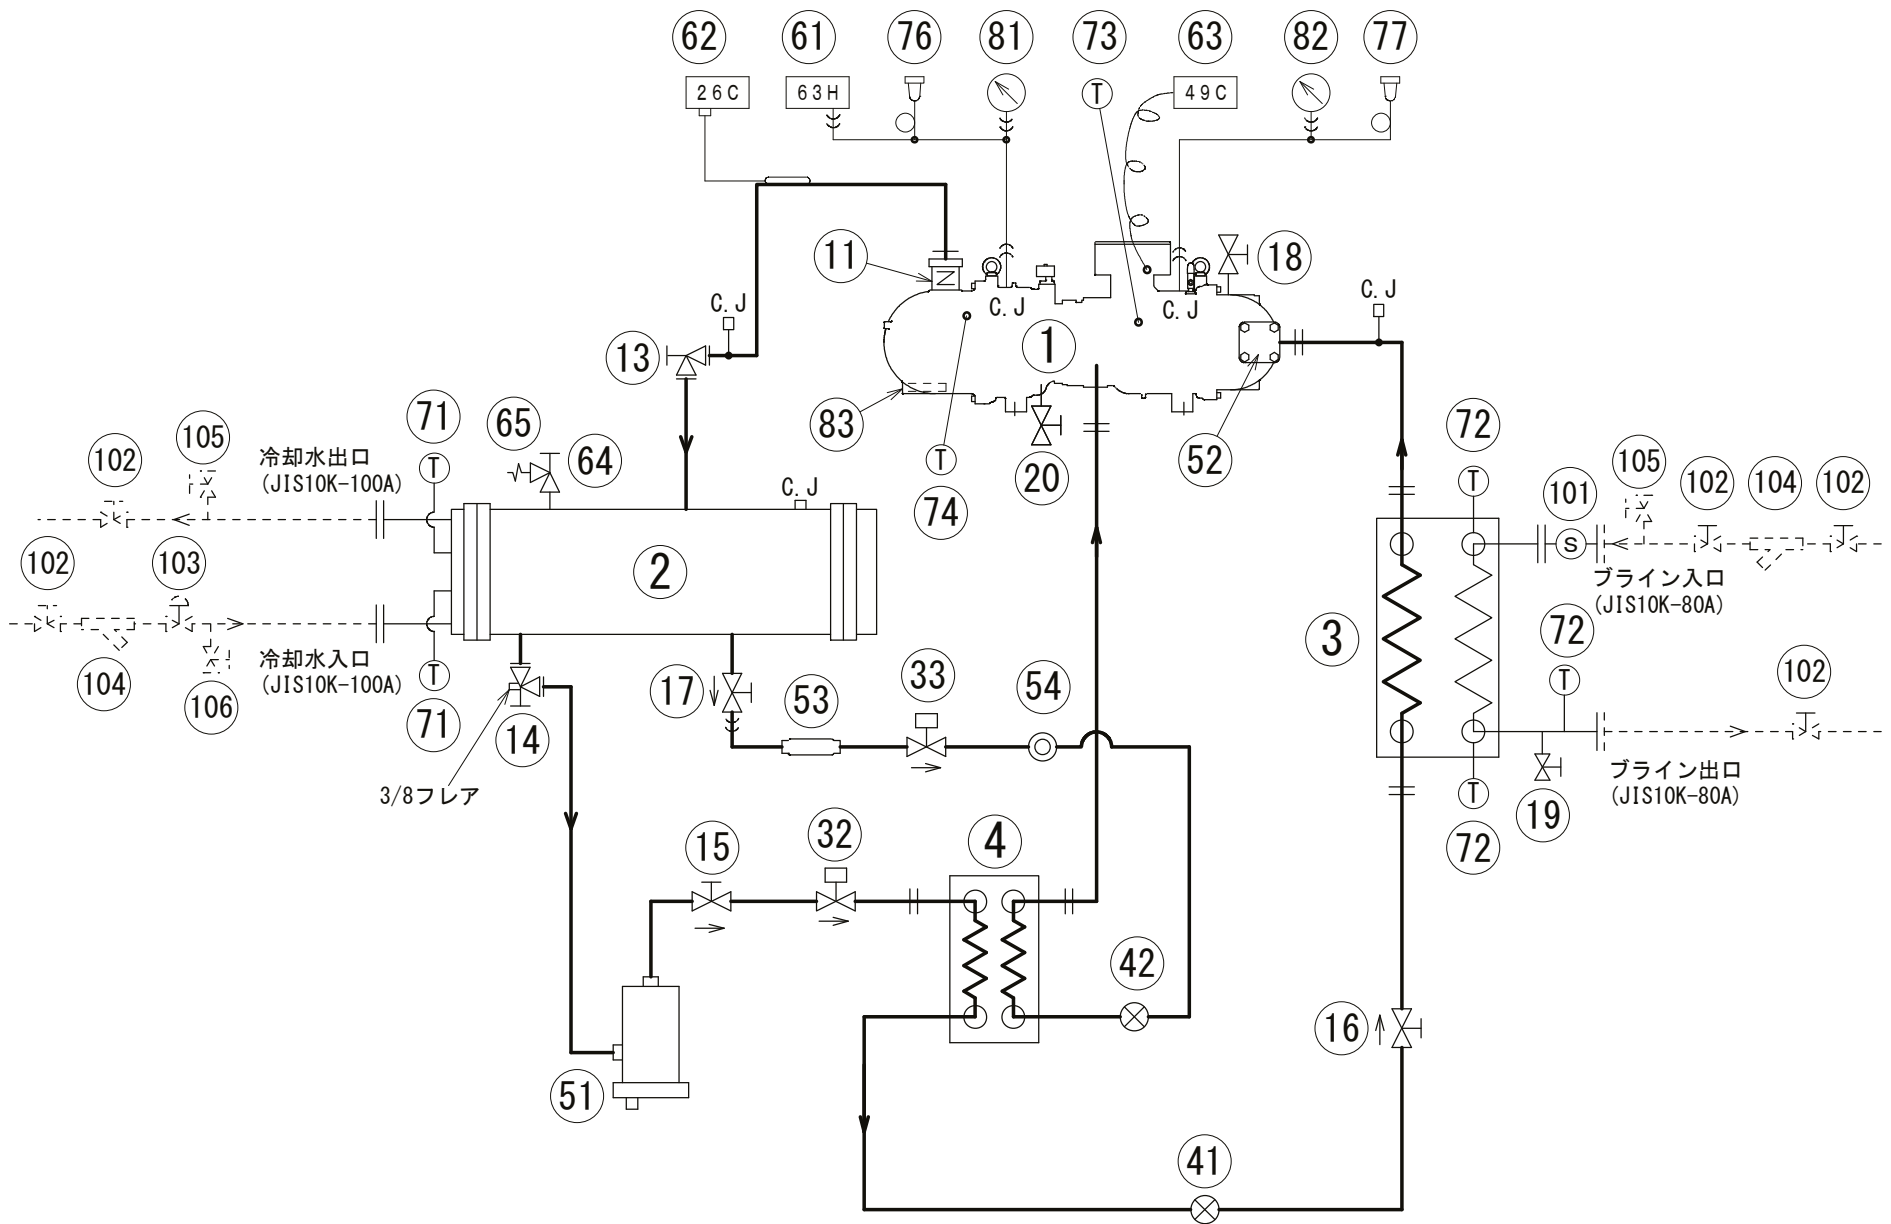 62 61 76 81 73 63 82 77
26C 63H T 49C
11 18
C.J C.J C.J C.J
13 1
83 52
71 65 64 T 20 72
105 102 T 74 T 101 105 102 104 102
冷却水出口
(JIS10K-100A)
C.J
S
102 103 2
ブライン入口
(JIS10K-80A)
3 72
冷却水入口
(JIS10K-100A)
104 106 T 71 17 53 33 54 T 102
14
3/8フレア
ブライン出口
(JIS10K-80A)
T 72 19
15 32 4
42
16
51
41